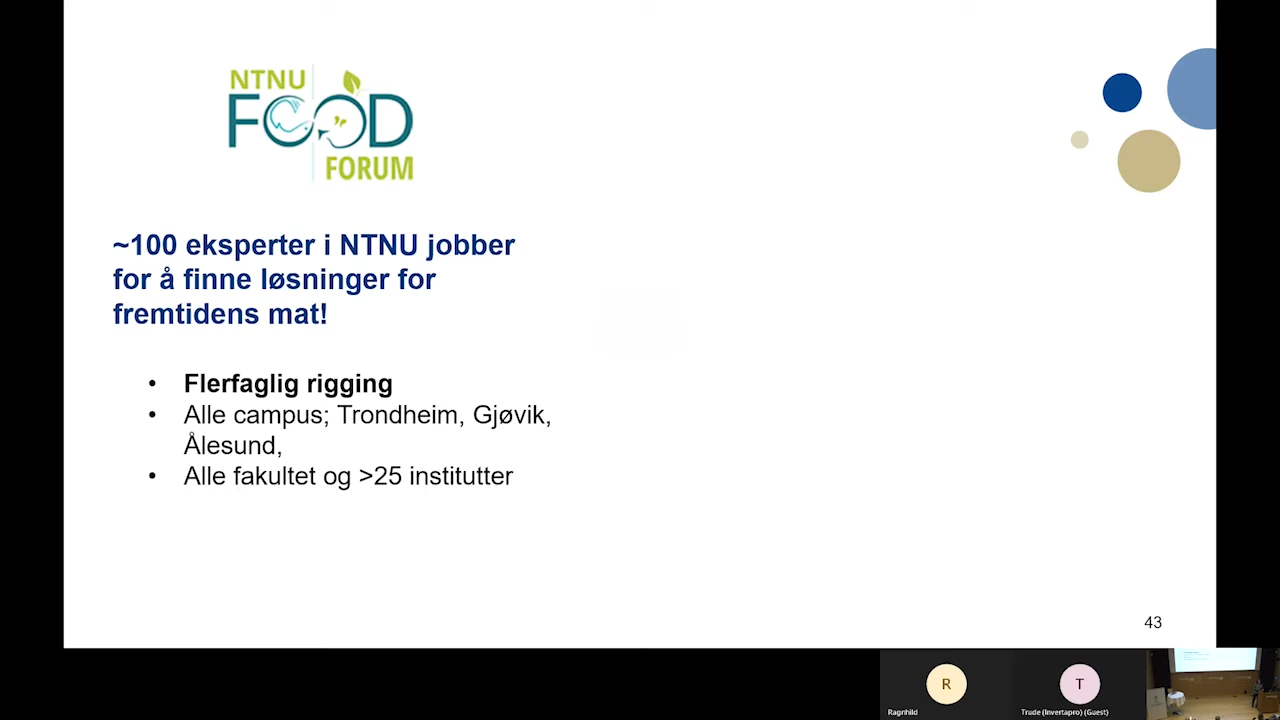 NTNU
FOOD
FORUM
~100 eksperter i NTNU jobber
for å finne løsninger for
fremtidens mat!
• Flerfaglig rigging
• Alle campus; Trondheim, Gjøvik,
Ålesund,
• Alle fakultet og >25 institutter
43
R
T
Ragnhild
Trude (Invertapro) (Guest)